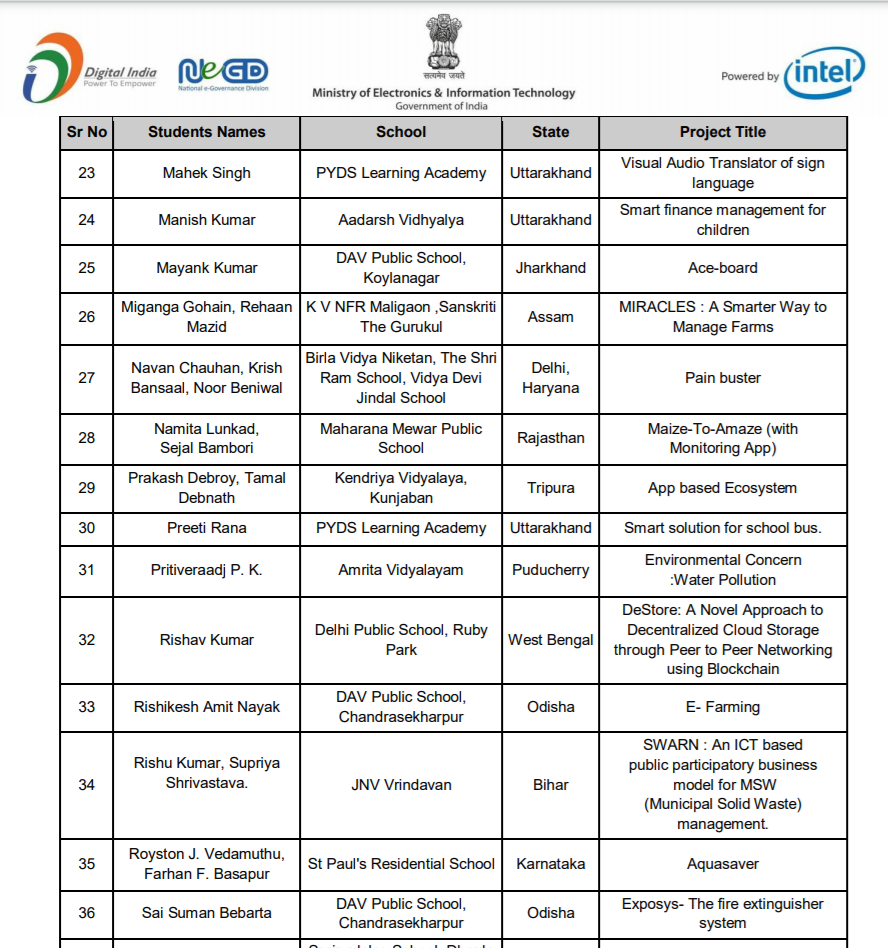 Digital India
Power To Empower
NeGD
National e-Governance Division
सत्यमेव जयते
Ministry of Electronics & Information Technology
Government of India
Powered by intel
Sr No Students Names School State Project Title
23 Mahek Singh PYDS Learning Academy Uttarakhand Visual Audio Translator of sign
language
24 Manish Kumar Aadarsh Vidhyalya Uttarakhand Smart finance management for
children
25 Mayank Kumar DAV Public School,
Koylanagar Jharkhand Ace-board
26 Miganga Gohain, Rehaan
Mazid K V NFR Maligaon ,Sanskriti
The Gurukul Assam MIRACLES : A Smarter Way to
Manage Farms
27 Navan Chauhan, Krish
Bansaal, Noor Beniwal Birla Vidya Niketan, The Shri
Ram School, Vidya Devi
Jindal School Delhi,
Haryana Pain buster
28 Namita Lunkad,
Sejal Bambori Maharana Mewar Public
School Rajasthan Maize-To-Amaze (with
Monitoring App)
29 Prakash Debroy, Tamal
Debnath Kendriya Vidyalaya,
Kunjaban Tripura App based Ecosystem
30 Preeti Rana PYDS Learning Academy Uttarakhand Smart solution for school bus.
31 Pritiveraadj P. K. Amrita Vidyalayam Puducherry Environmental Concern
:Water Pollution
32 Rishav Kumar Delhi Public School, Ruby
Park West Bengal DeStore: A Novel Approach to
Decentralized Cloud Storage
through Peer to Peer Networking
using Blockchain
33 Rishikesh Amit Nayak DAV Public School,
Chandrasekharpur Odisha E- Farming
34 Rishu Kumar, Supriya
Shrivastava. JNV Vrindavan Bihar SWARN : An ICT based
public participatory business
model for MSW
(Municipal Solid Waste)
management.
35 Royston J. Vedamuthu,
Farhan F. Basapur St Paul's Residential School Karnataka Aquasaver
36 Sai Suman Bebarta DAV Public School,
Chandrasekharpur Odisha Exposys- The fire extinguisher
system